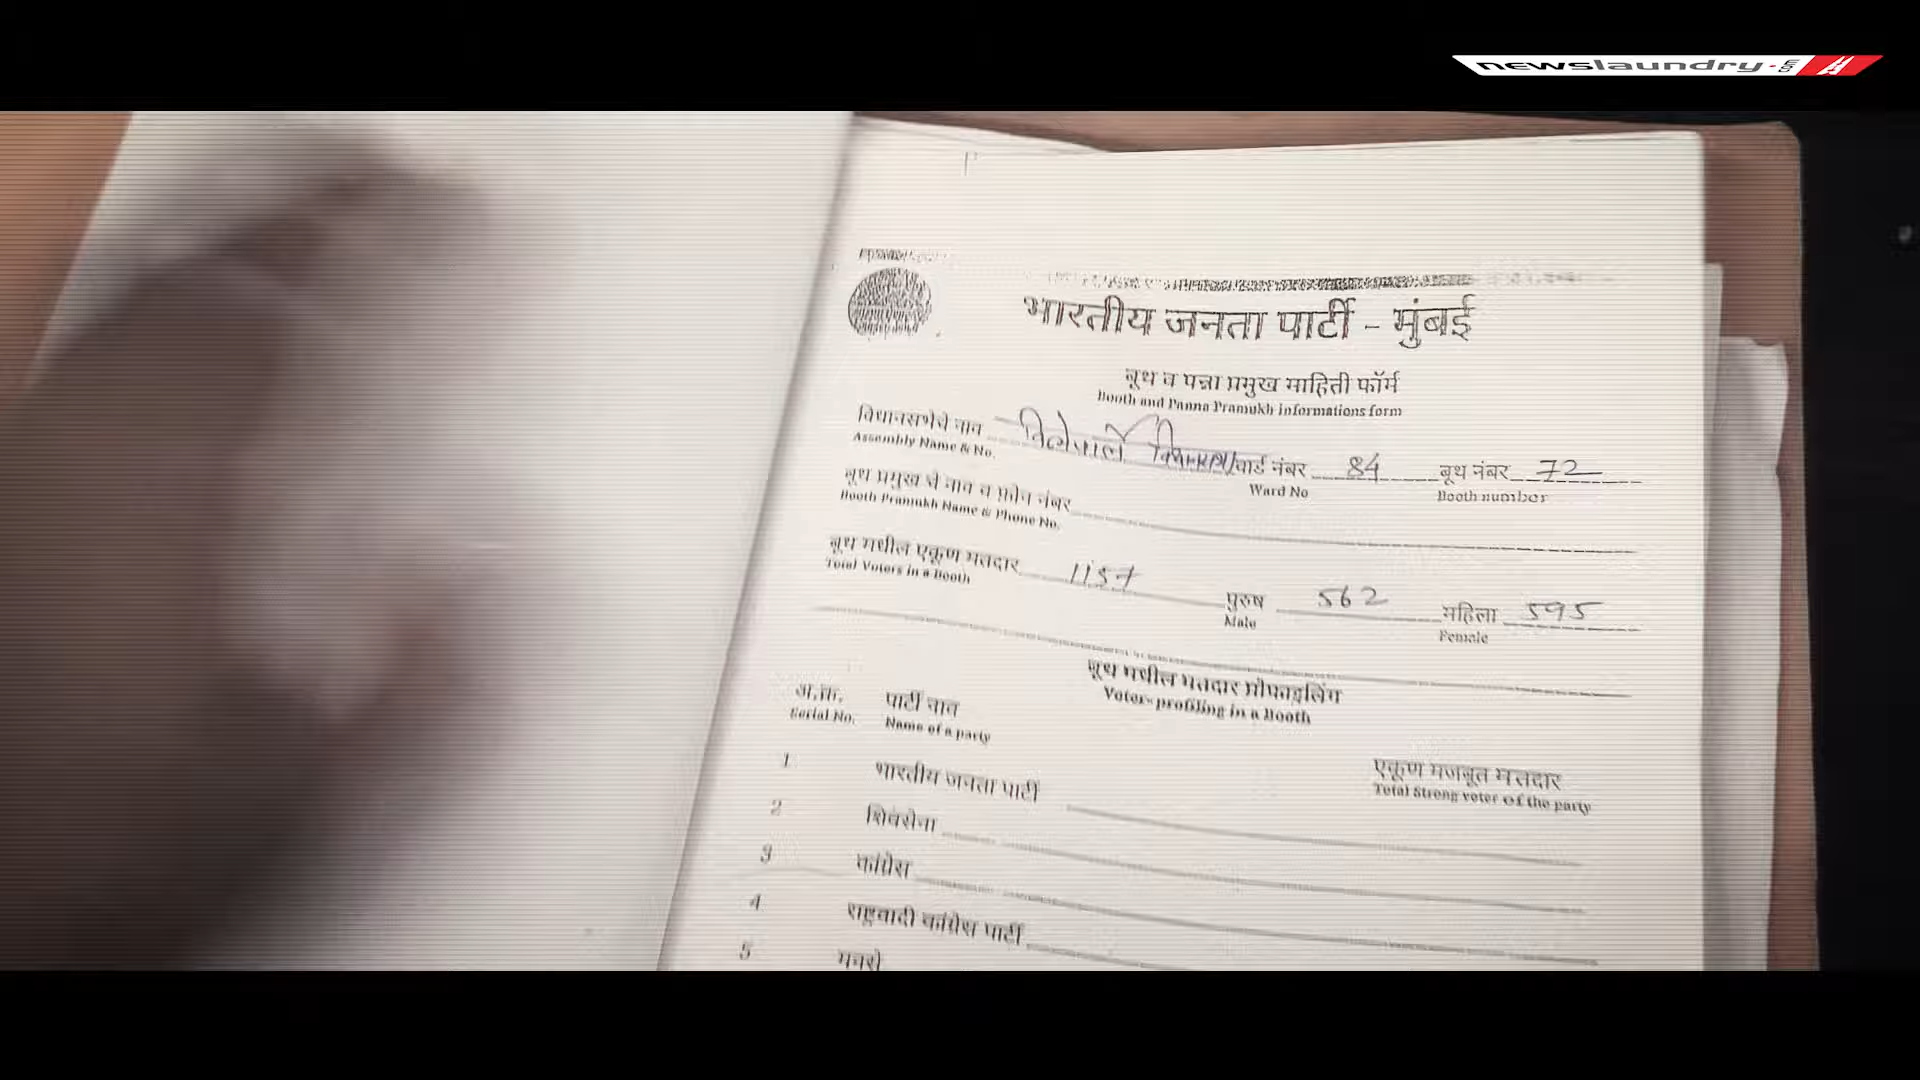 newslaundry
भारतीय जनता पार्टी - मुंबई
बूथ व पन्ना प्रमुख माहिती फॉर्म
Booth and Panna Pramukh Informations form
विधानसभेचे नाव विलेपार्ले वार्ड नंबर 84 बूथ नंबर 72
Assembly Name & No. Ward No Booth number
बूथ प्रमुख चे नाव व फ़ोन नंबर
Booth Pramukh Name & Phone No.
बूथ मधील एकूण मतदार 1157 पुरुष 562 महिला 595
Total Voters in a Booth Male Female
बूथ मधील मतदार प्रोफाइलिंग
Voter-profiling in a Booth
अ.क्र. पार्टी नाव
Serial No. Name of a party
एकूण मजबूत मतदार
Total Strong voter of the party
1 भारतीय जनता पार्टी
2 शिवसेना
3 कांग्रेस
4 राष्ट्रवादी कांग्रेस पार्टी
5 मनसे